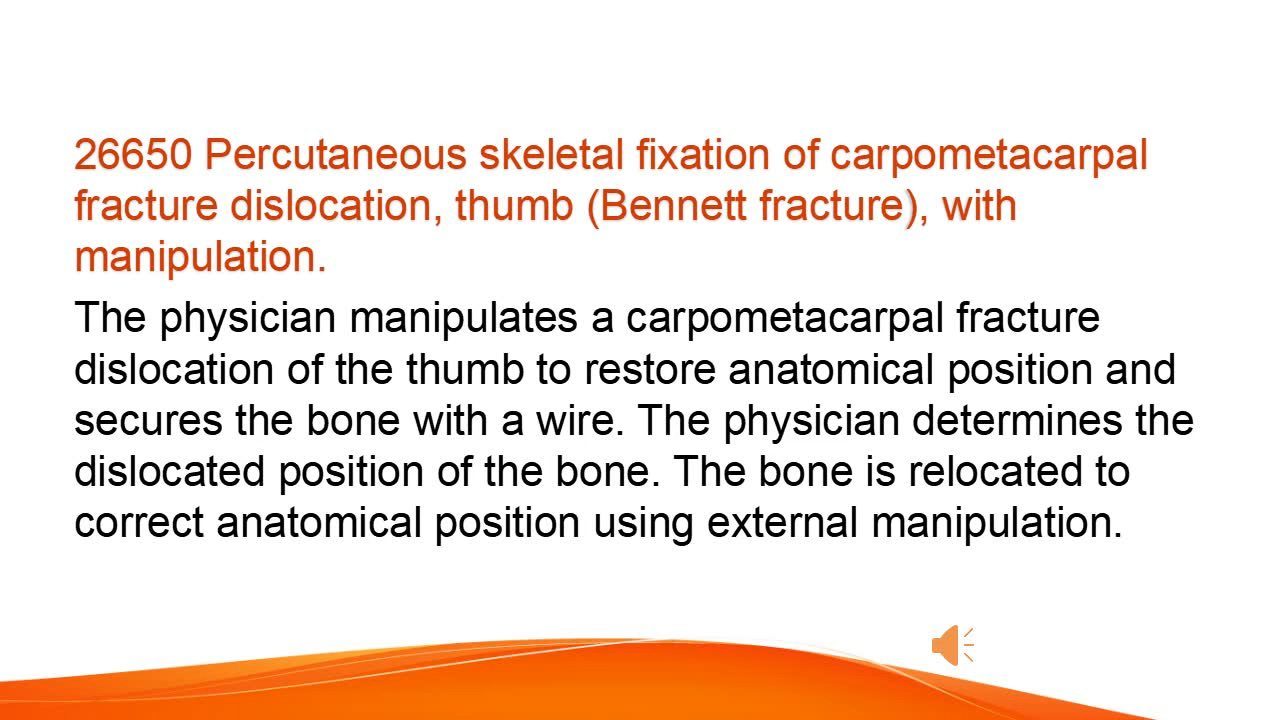 26650 Percutaneous skeletal fixation of carpometacarpal
fracture dislocation, thumb (Bennett fracture), with
manipulation.
The physician manipulates a carpometacarpal fracture
dislocation of the thumb to restore anatomical position and
secures the bone with a wire. The physician determines the
dislocated position of the bone. The bone is relocated to
correct anatomical position using external manipulation.